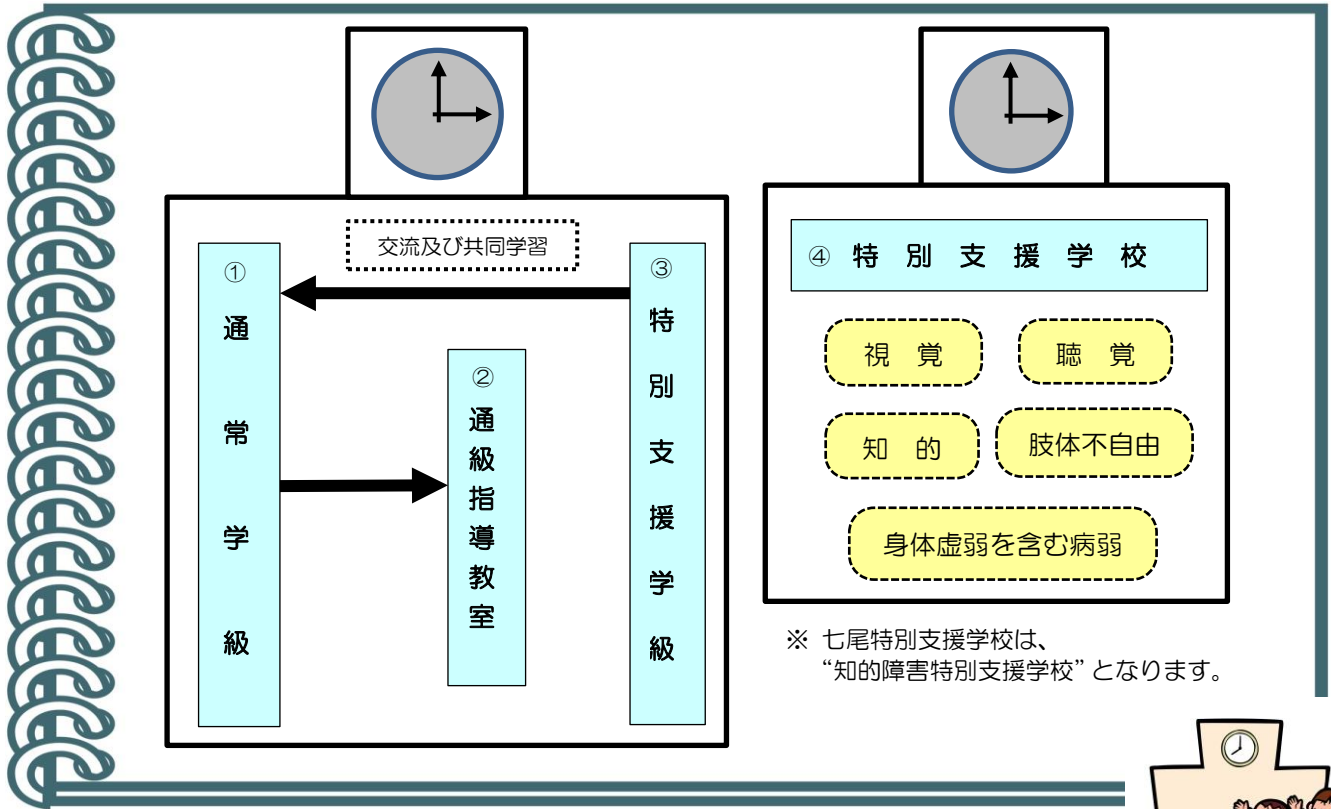 交流及び共同学習
① 通常学級
② 通級指導教室
③ 特別支援学級
④ 特別支援学校
視覚
聴覚
知的
肢体不自由
身体虚弱を含む病弱
※ 七尾特別支援学校は、
“知的障害特別支援学校”となります。